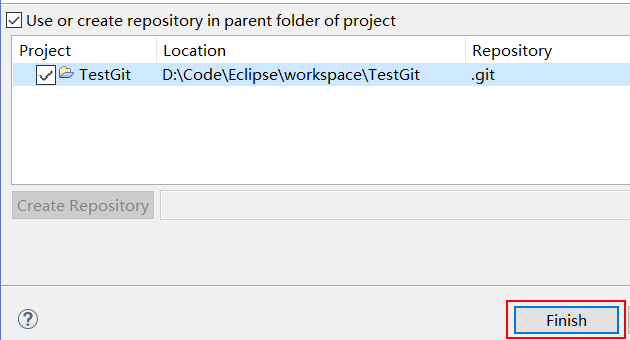 Use or create repository in parent folder of project
Project Location Repository
TestGit D:\Code\Eclipse\workspace\TestGit .git
Create Repository
? Finish